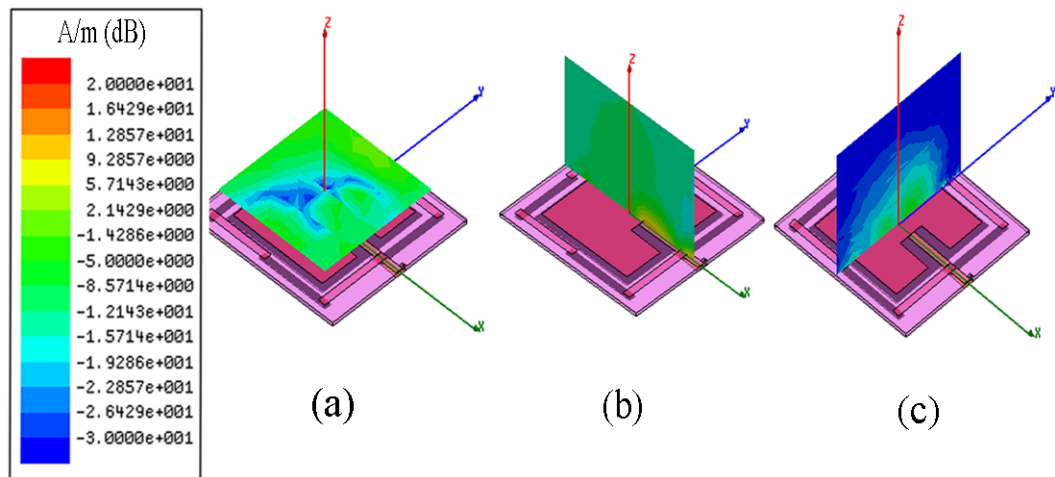 A/m (dB)
2.0000e+001
1.6429e+001
1.2857e+001
9.2857e+000
5.7143e+000
2.1429e+000
-1.4286e+000
-5.0000e+000
-8.5714e+000
-1.2143e+001
-1.5714e+001
-1.9286e+001
-2.2857e+001
-2.6429e+001
-3.0000e+001
Z
Y
X
(a)
Z
Y
X
(b)
Z
Y
X
(c)